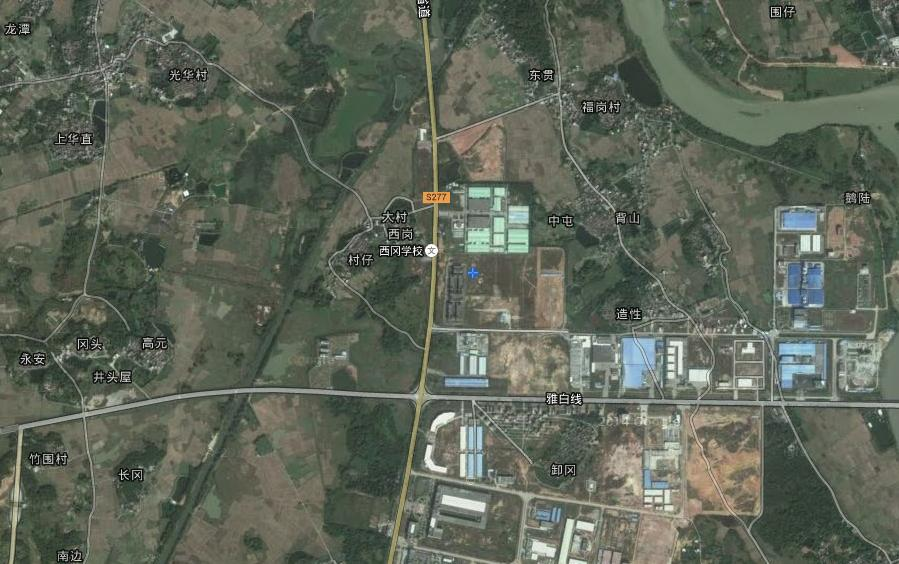 龙潭
围仔
光华村
东贯
福岗村
上华直
S277
大村
西岗
西冈学校
文
村仔
中屯
背山
鹅陆
造性
永安
冈头
高元
井头屋
雅白线
竹围村
长冈
卸冈
南边